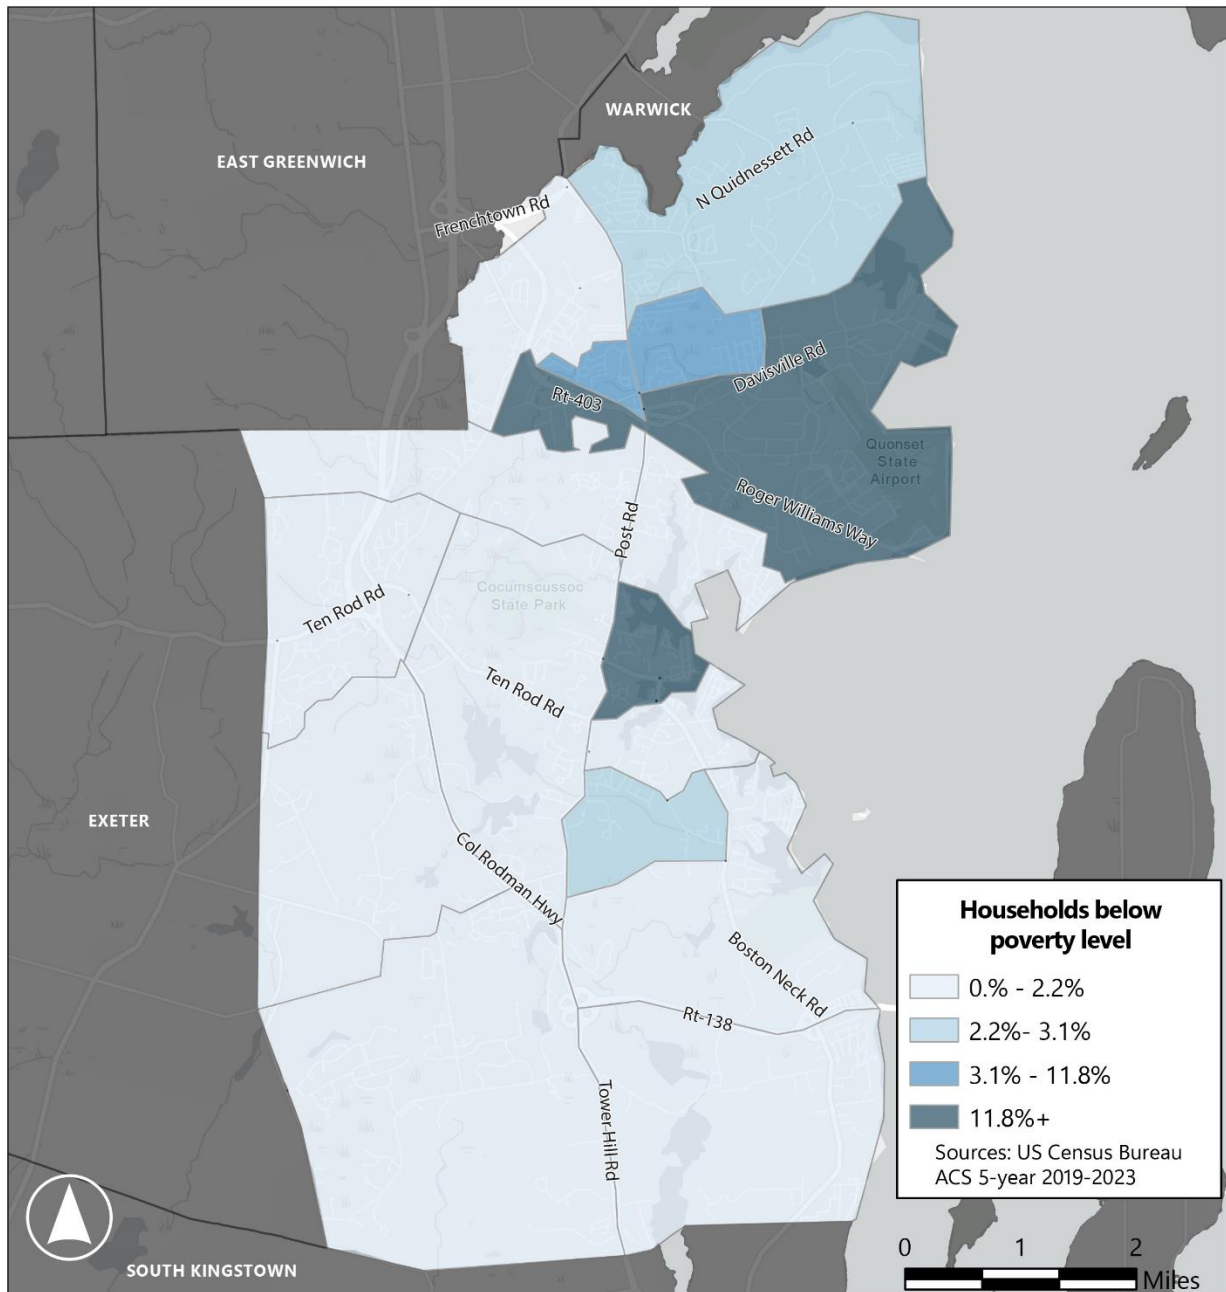 WARWICK
EAST GREENWICH
N Quidnessett Rd
Frenchtown Rd
Davisville Rd
Rt-403
Quonset
State
Airport
Roger Williams Way
Post Rd
Cocumscussoc
State Park
Ten Rod Rd
Ten Rod Rd
EXETER
Col.Rodman Hwy
Boston Neck Rd
Rt-138
Tower Hill Rd
SOUTH KINGSTOWN
Households below
poverty level
0.% - 2.2%
2.2%- 3.1%
3.1% - 11.8%
11.8%+
Sources: US Census Bureau
ACS 5-year 2019-2023
0 1 2
Miles